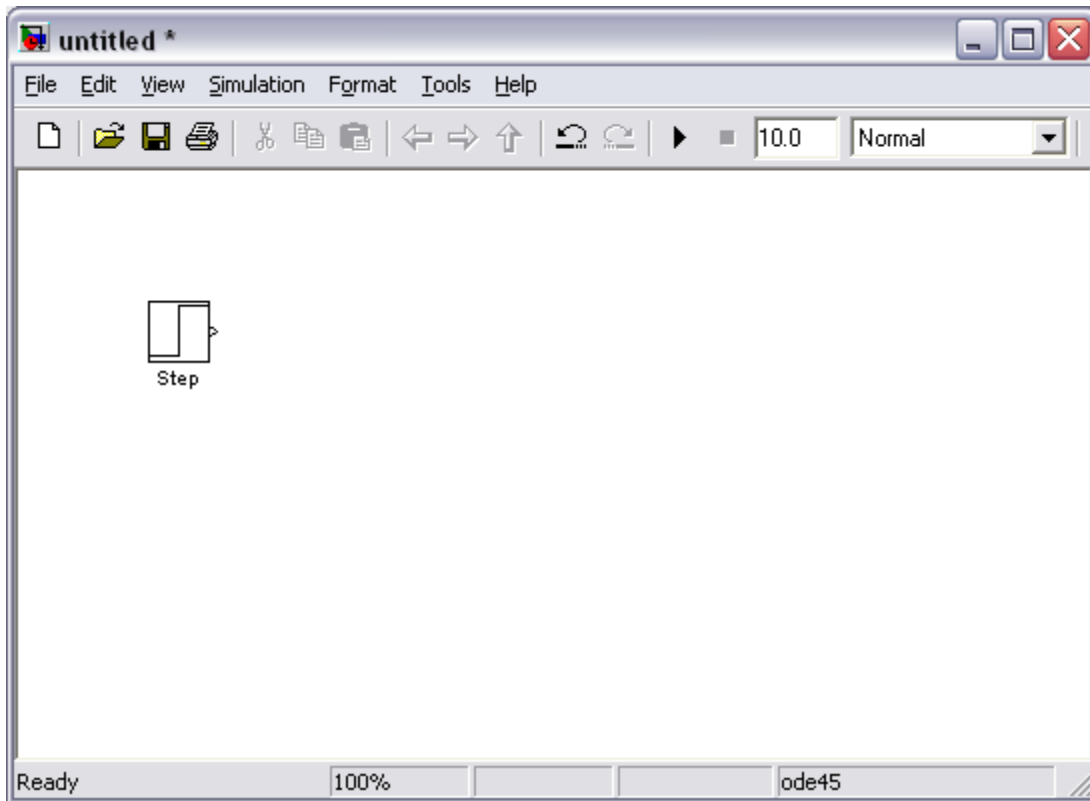 untitled *
File Edit View Simulation Format Tools Help
10.0 Normal
Step
Ready 100% ode45